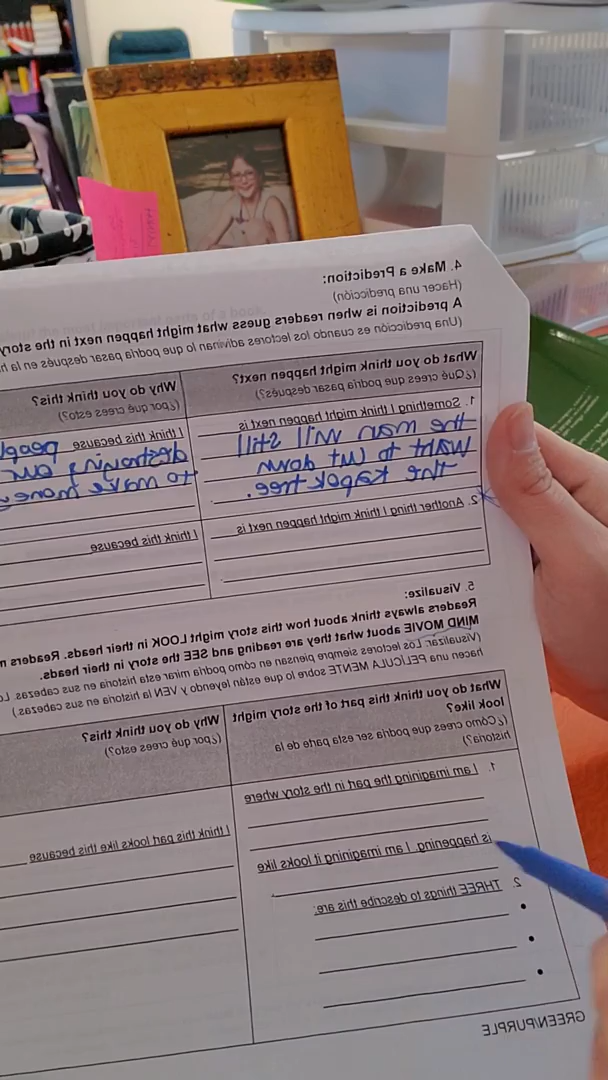 4. Make a Prediction:
(Hacer una predicción)
A prediction is when readers guess what might happen next in the story
(Una predicción es cuando los lectores adivinan lo que podría pasar después en la
What do you think might happen next?
(¿Qué crees que podría pasar después?)
Why do you think this?
(¿por qué crees esto?)
1. Something I think might happen next is
the man will still
want to cut down
the Kapok tree.
I think this because
destroying
to make money
2. Another thing I think might happen next is
I think this because
5. Visualize:
Readers always think about how this story might LOOK in their heads. Readers
MIND MOVIE about what they are reading and SEE the story in their heads.
(Visualizar: Los lectores siempre piensan en cómo podría mirar esta historia en sus cabezas.
hacen una PELÍCULA MENTE sobre lo que están leyendo y VEN la historia en sus cabezas.)
What do you think this part of the story might
look like?
(¿Cómo crees que podría ser esta parte de la
historia?)
Why do you think this?
(¿por qué crees esto?)
1. I am imagining the part in the story where
is happening. I am imagining it looks like
I think this part looks like this because
2. THREE things to describe this are:
GREEN/PURPLE